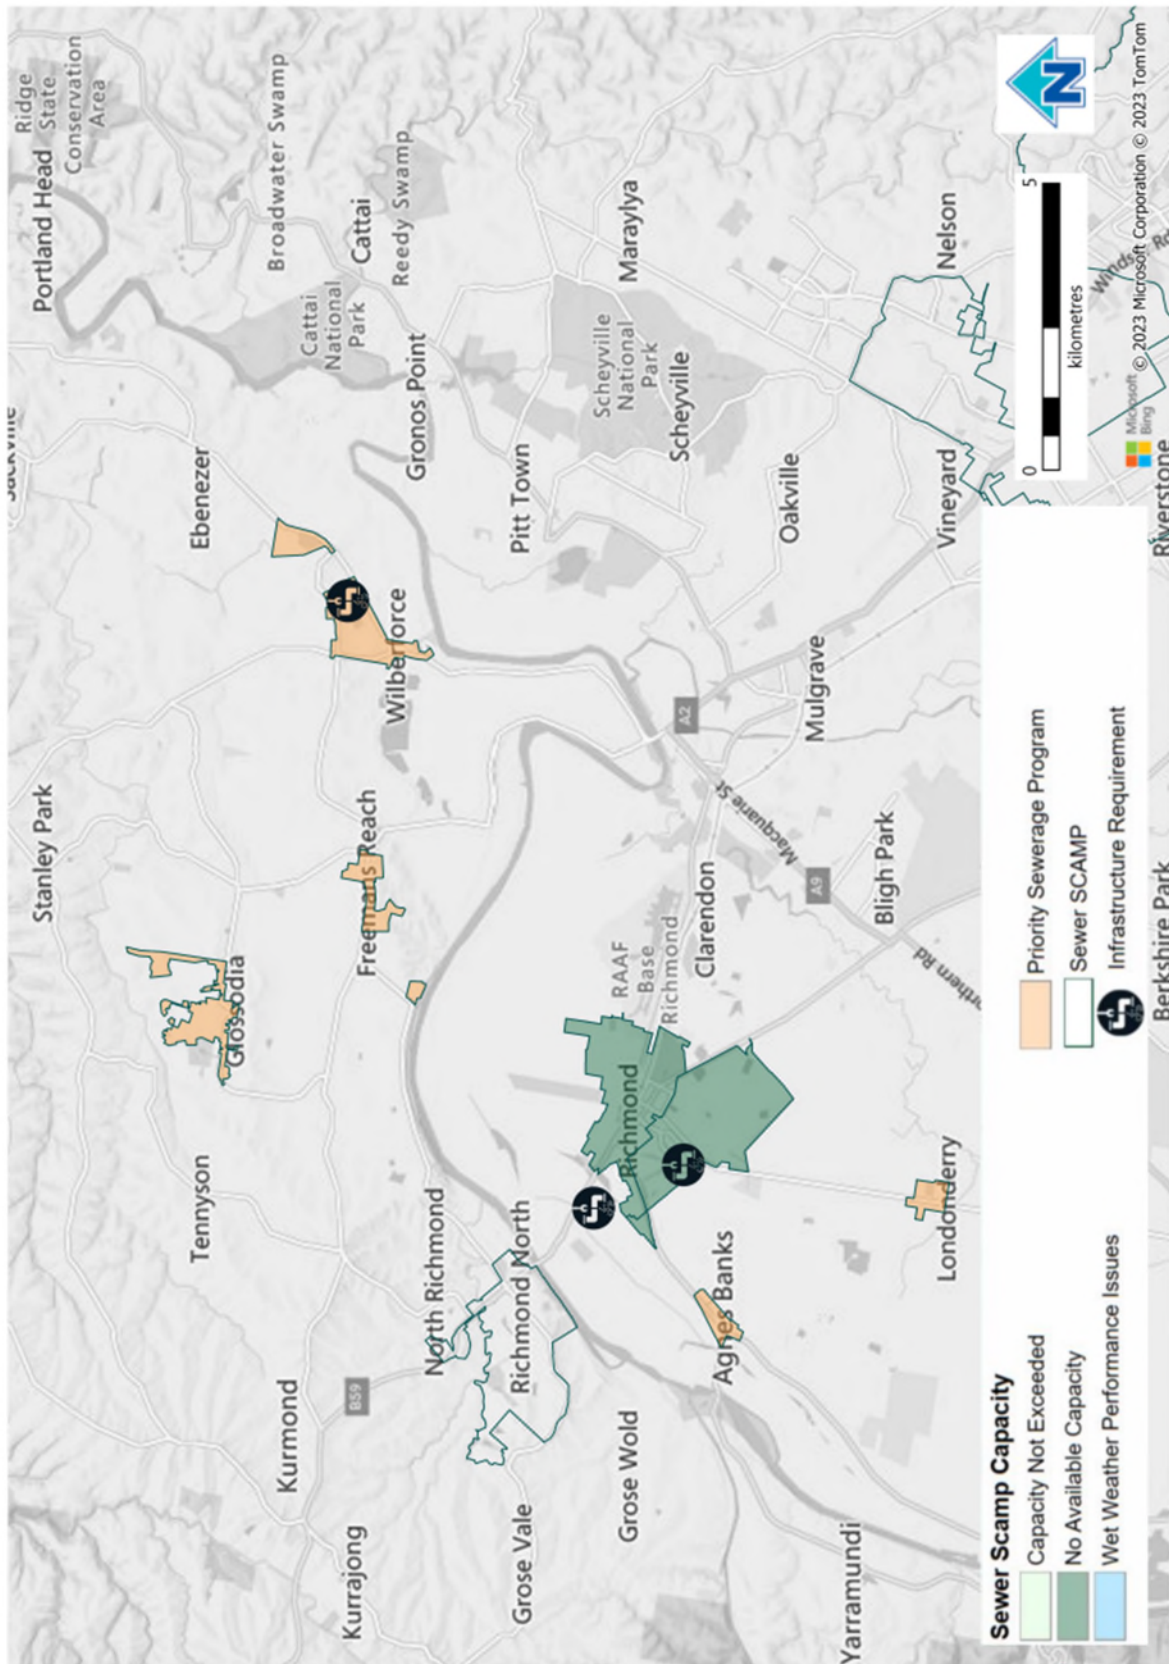 Ridge
State
Conservation
Area
Portland Head
Stanley Park
Ebenezer
Tennyson
Glossodia
Broadwater Swamp
Kurmond
Cattai
National
Park
Kurrajong
B59
Freemans Reach
Wilberforce
Cattai
Reedy Swamp
North Richmond
Gronos Point
Grose Vale
Richmond North
Pitt Town
Grose Wold
Richmond
RAAF
Base
Richmond
Scheyville
National
Park
Scheyville
Maraylya
Agnes Banks
Clarendon
A2
Macquarie St
Oakville
Mulgrave
A9
Yarramundi
Bligh Park
orthern Rd
Londonderry
Vineyard
Nelson
Sewer Scamp Capacity
Capacity Not Exceeded
No Available Capacity
Wet Weather Performance Issues
Priority Sewerage Program
Sewer SCAMP
Infrastructure Requirement
N
0 5
kilometres
Rd
Microsoft
Bing
© 2023 Microsoft Corporation © 2023 TomTom
Berkshire Park
Riverstone